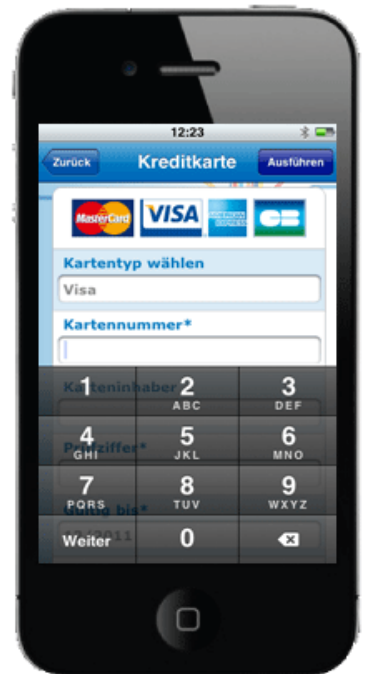 12:23
Zurück Kreditkarte Ausführen
MasterCard VISA AMERICAN EXPRESS CB
Kartentyp wählen
Visa
Kartennummer*
1 Karteninhaber 2 3
ABC DEF
4 Prüfziffer* 5 6
GHI JKL MNO
7 8 9
PQRS TUV WXYZ
Gültig bis*
Weiter 0
2011